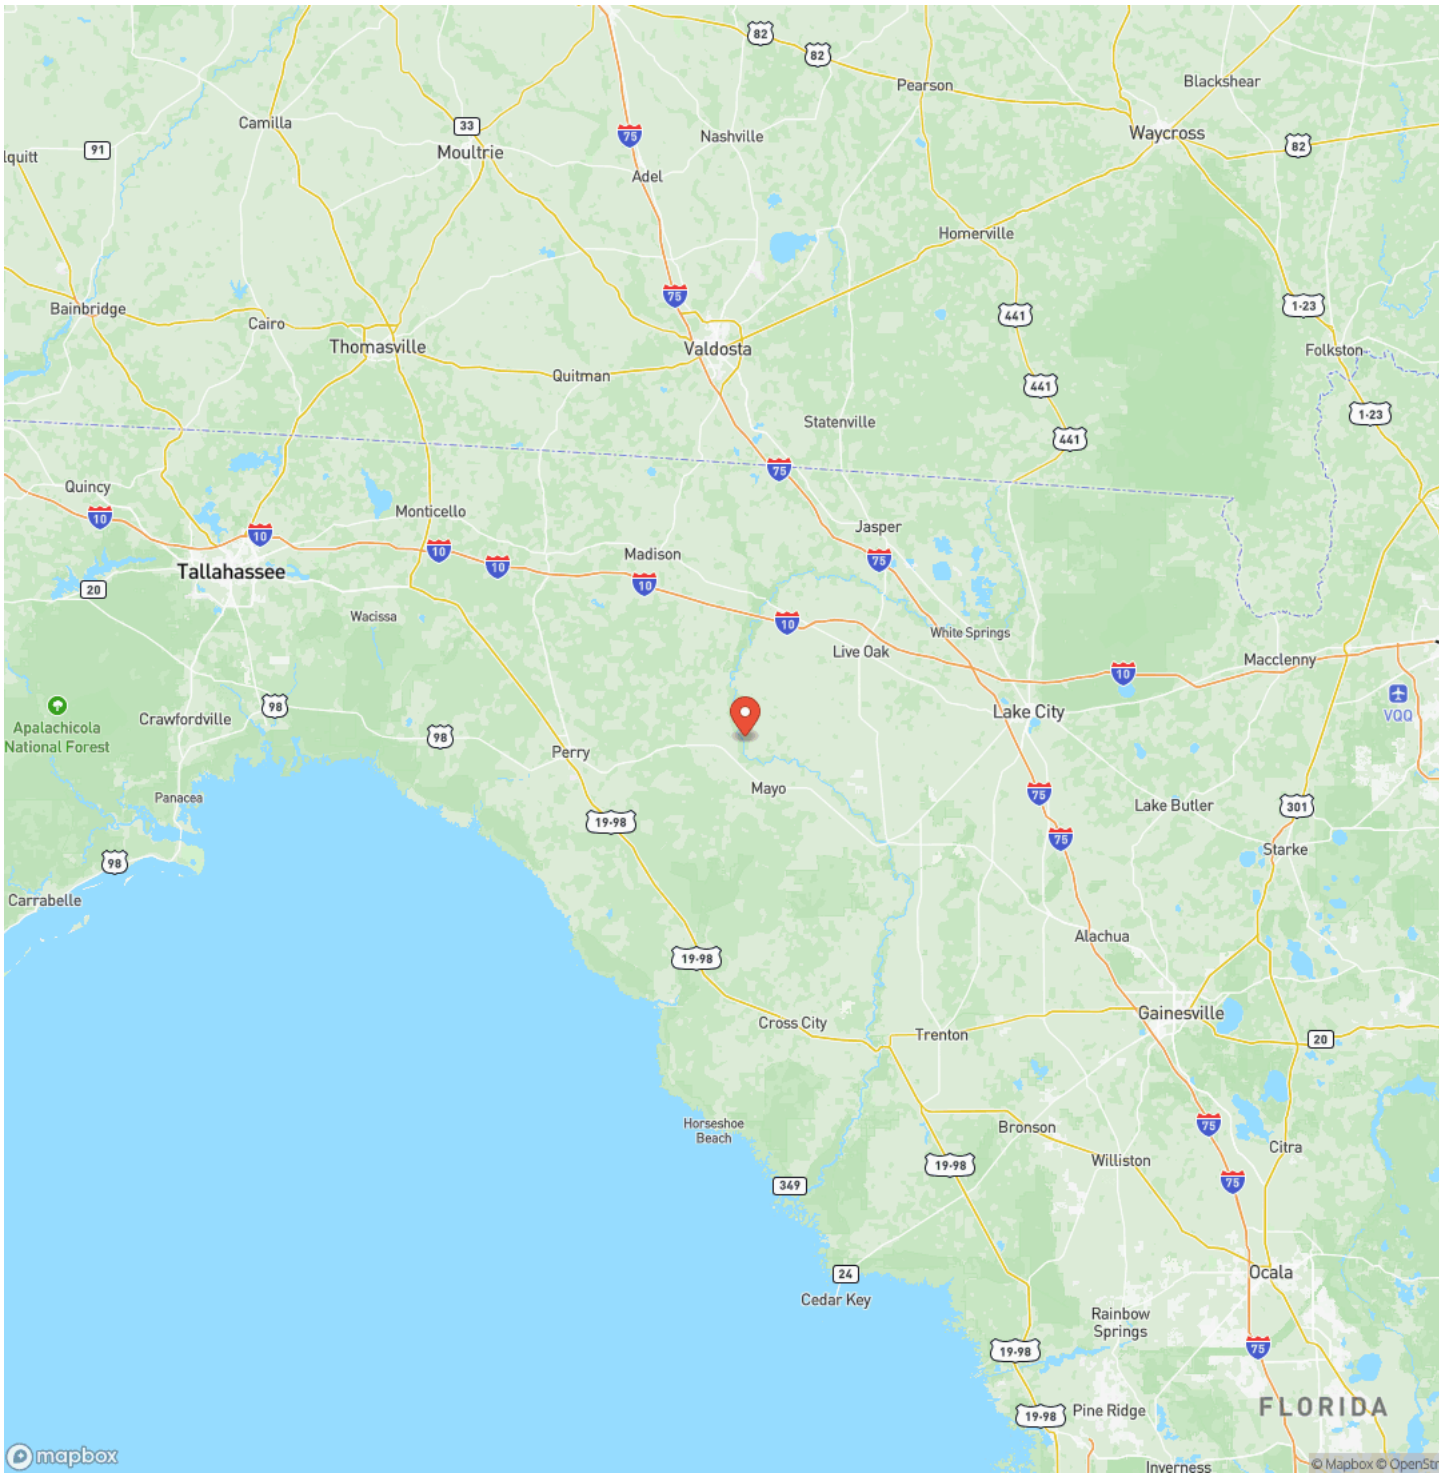 82
82
Pearson
Blackshear
Camilla
33
75
Nashville
Waycross
91
Moultrie
82
lquitt
Adel
Homerville
75
Bainbridge
441
1-23
Cairo
Thomasville
Valdosta
Folkston
Quitman
441
1-23
Statenville
441
75
Quincy
Monticello
10
Jasper
10
10
Madison
75
Tallahassee
10
10
20
Wacissa
10
White Springs
Live Oak
Macclenny
10
98
VQQ
Apalachicola
National Forest
Crawfordville
98
Lake City
Perry
Mayo
75
Panacea
Lake Butler
301
19-98
75
Starke
98
Carrabelle
Alachua
19-98
Gainesville
Cross City
Trenton
20
Horseshoe
Beach
Bronson
75
Citra
19-98
Williston
349
75
24
Ocala
Cedar Key
Rainbow
Springs
19-98
75
FLORIDA
19-98
Pine Ridge
mapbox
© Mapbox © OpenStr
Inverness